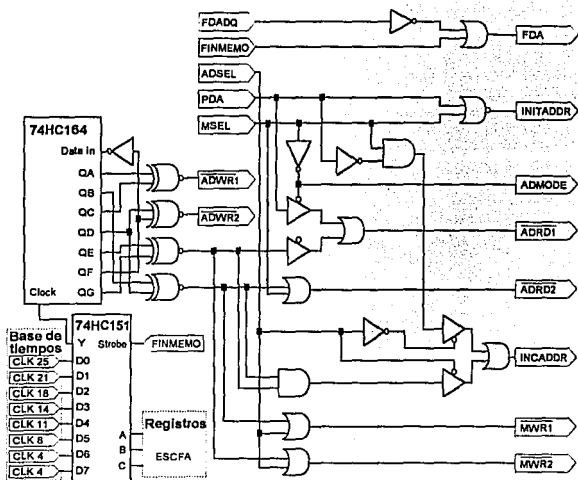 FDADQ
FINMEMO
ADSEL
PDA
MSEL
FDA
INITADDR
ADMODE
ADRD1
ADRD2
INCADDR
MWR1
MWR2
74HC164
Data in
QA
QB
QC
QD
QE
QF
QG
Clock
ADWR1
ADWR2
74HC151
Y
Strobe
FINMEMO
D0
D1
D2
D3
D4
D5
D6
D7
A
B
C
Base de
tiempos
CLK 25
CLK 21
CLK 18
CLK 14
CLK 11
CLK 8
CLK 4
CLK 4
Registros
ESCFA